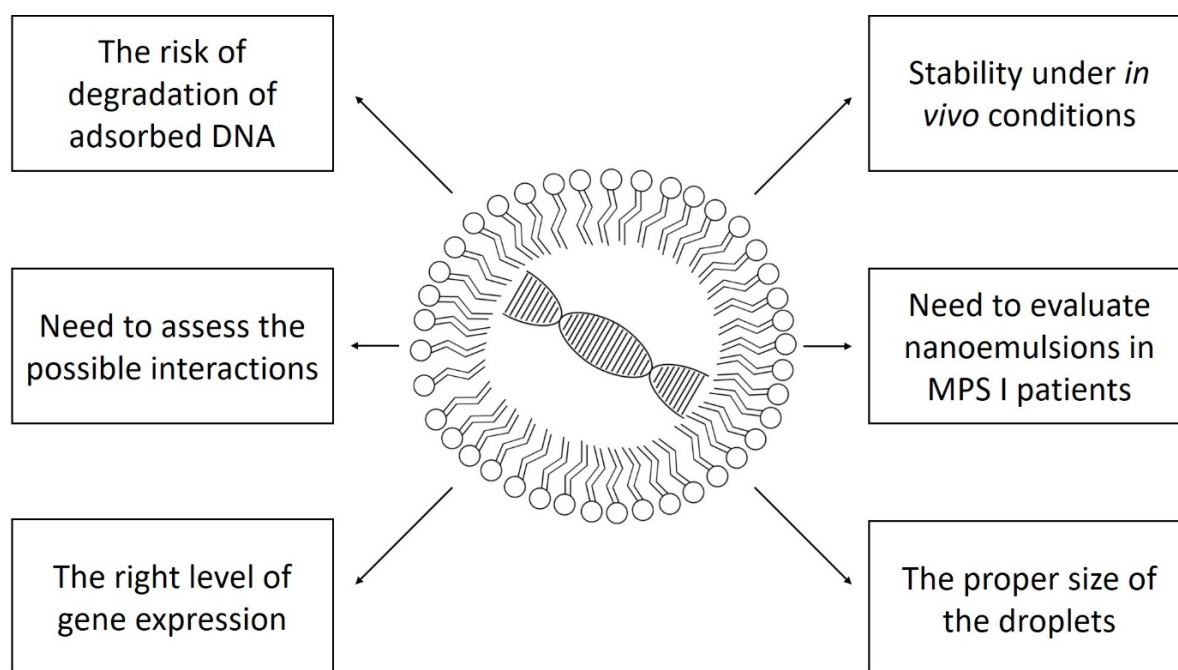 The risk of
degradation of
adsorbed DNA
Stability under in
vivo conditions
Need to assess the
possible interactions
Need to evaluate
nanoemulsions in
MPS I patients
The right level of
gene expression
The proper size of
the droplets